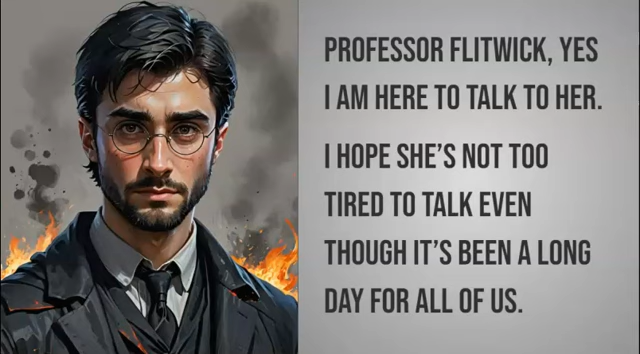 PROFESSOR FLITWICK, YES
I AM HERE TO TALK TO HER.
I HOPE SHE'S NOT TOO
TIRED TO TALK EVEN
THOUGH IT'S BEEN A LONG
DAY FOR ALL OF US.